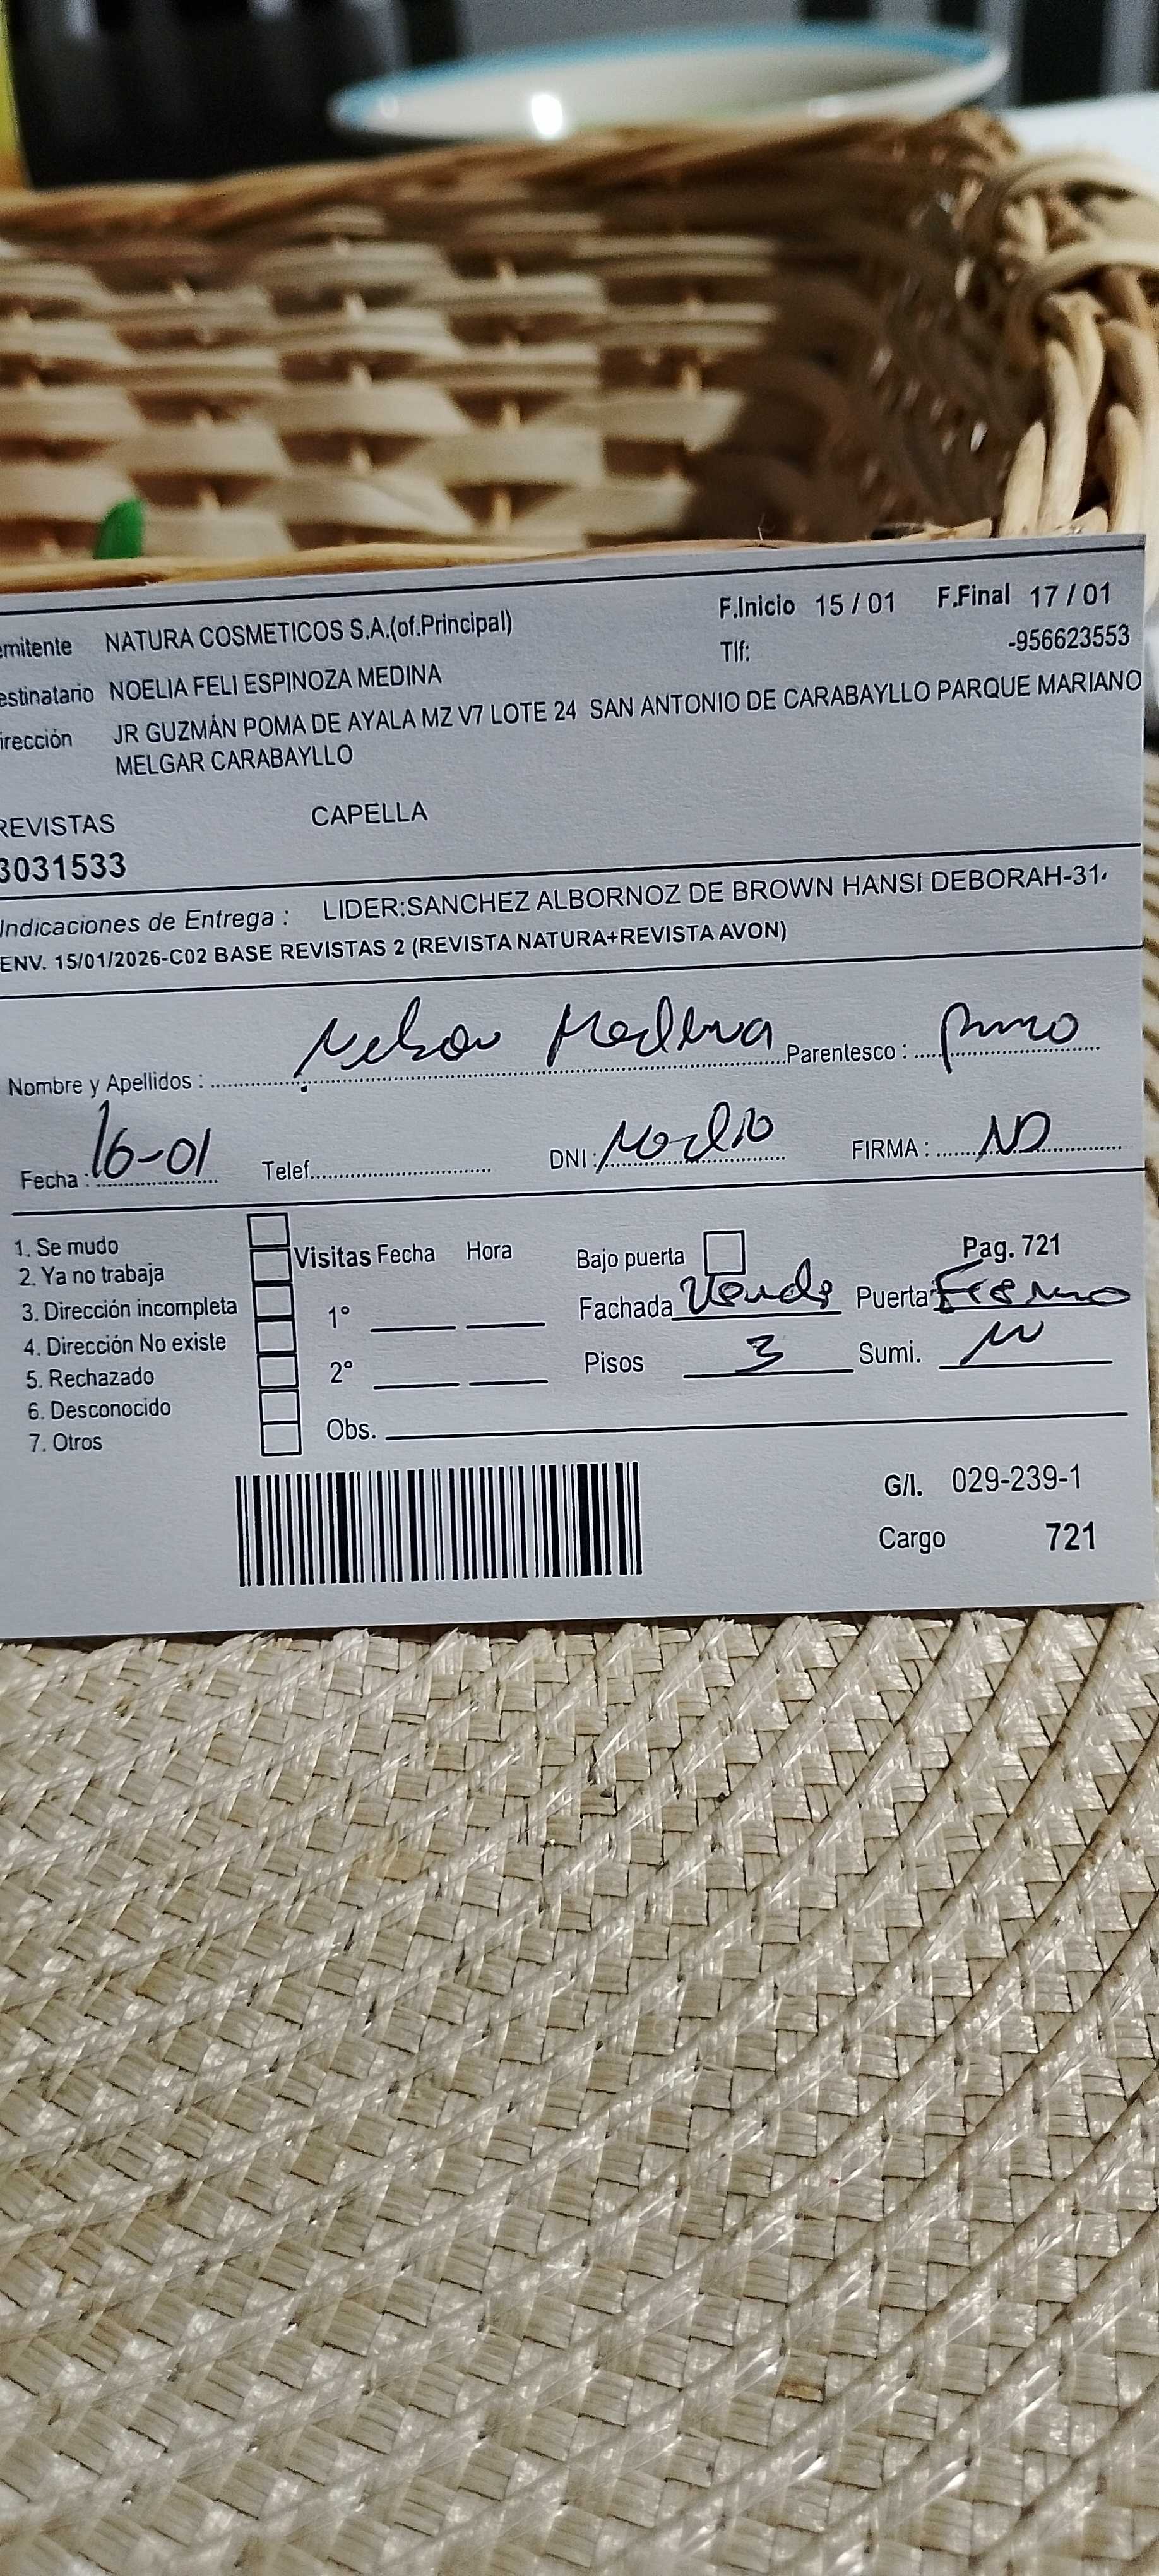 emitente NATURA COSMETICOS S.A.(of.Principal) F.Inicio 15 / 01 F.Final 17 / 01
estinatario NOELIA FELI ESPINOZA MEDINA Tlf: -956623553
irección JR GUZMÁN POMA DE AYALA MZ V7 LOTE 24 SAN ANTONIO DE CARABAYLLO PARQUE MARIANO
MELGAR CARABAYLLO
REVISTAS CAPELLA
3031533
Indicaciones de Entrega : LIDER:SANCHEZ ALBORNOZ DE BROWN HANSI DEBORAH-31
ENV. 15/01/2026-C02 BASE REVISTAS 2 (REVISTA NATURA+REVISTA AVON)
Nombre y Apellidos : Nelson Medina Parentesco : primo
Fecha : 16-01 Telef. DNI : FIRMA : ND
1. Se mudo
2. Ya no trabaja
3. Dirección incompleta
4. Dirección No existe
5. Rechazado
6. Desconocido
7. Otros
Visitas Fecha Hora
1°
2°
Obs.
Bajo puerta Pag. 721
Fachada Verde Puerta Fierro
Pisos 3 Sumi.
G/I. 029-239-1
Cargo 721